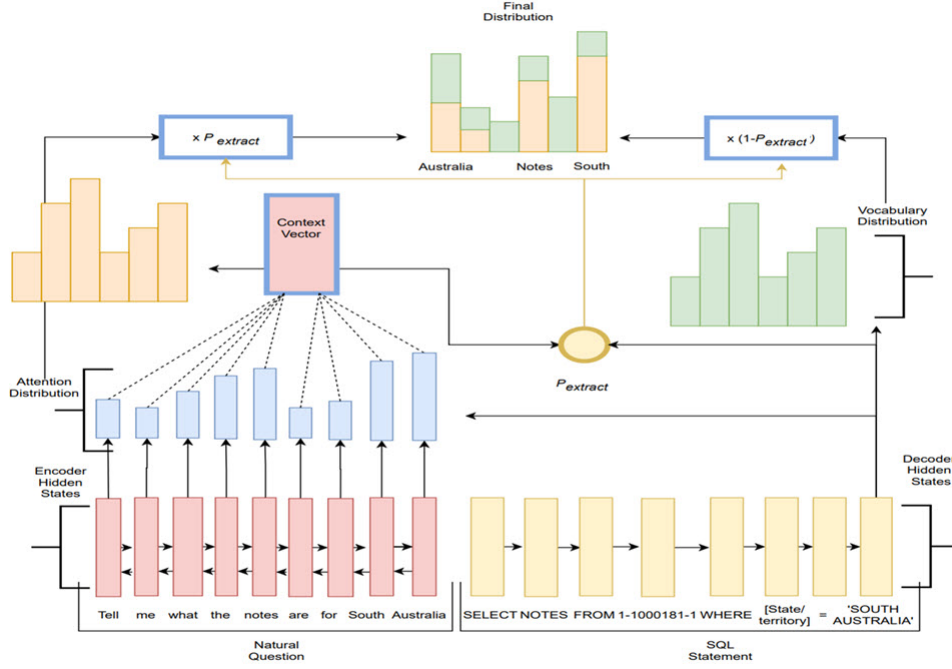 Final
Distribution
x P extract
x (1-P extract )
Australia Notes South
Context
Vector
Vocabulary
Distribution
P extract
Attention
Distribution
Encoder
Hidden
States
Decoder
Hidden
States
Tell me what the notes are for South Australia
SELECT NOTES FROM 1-1000181-1 WHERE [State/
territory] = 'SOUTH
AUSTRALIA'
Natural
Question
SQL
Statement